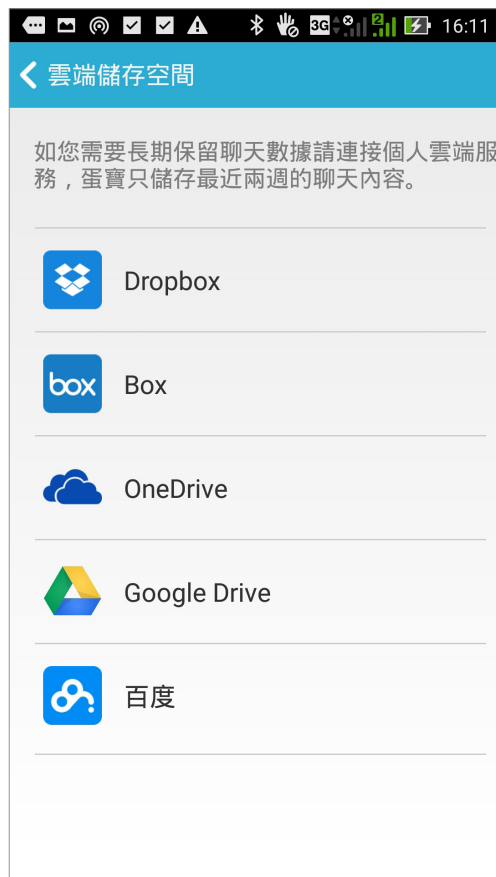 3G 2 16:11
雲端儲存空間
如您需要長期保留聊天數據請連接個人雲端服
務，蛋寶只儲存最近兩週的聊天內容。
Dropbox
box Box
OneDrive
Google Drive
百度